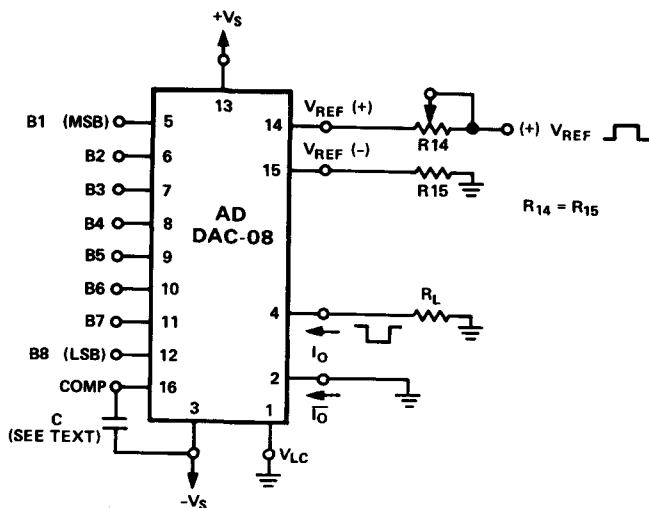 +VS
13
B1 (MSB) 5
B2 6
B3 7
B4 8
B5 9
B6 10
B7 11
B8 (LSB) 12
COMP 16
C
(SEE TEXT)
AD
DAC-08
14 VREF (+)
R14
(+) VREF
15 VREF (-)
R15
R14 = R15
4
RL
IO
2
IO
3
1
VLC
-VS